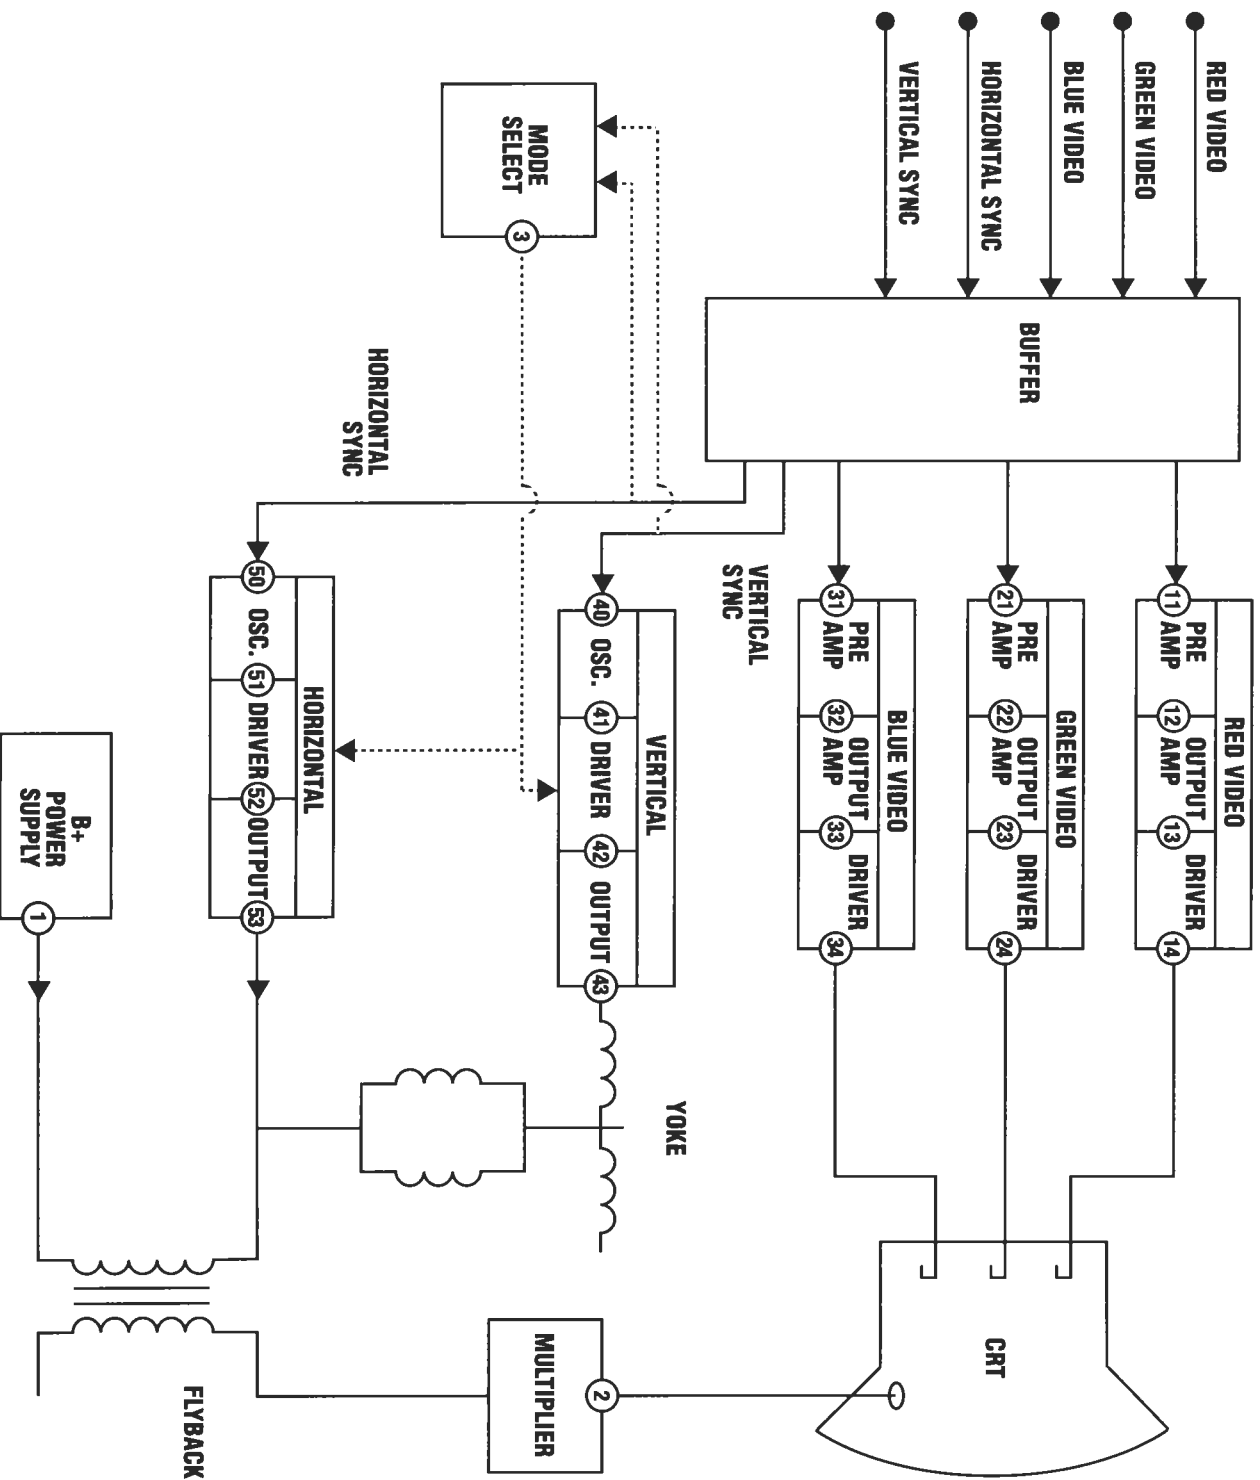 RED VIDEO
GREEN VIDEO
BLUE VIDEO
HORIZONTAL SYNC
VERTICAL SYNC
BUFFER
RED VIDEO
11
PRE
AMP
12
OUTPUT
AMP
13
DRIVER
14
GREEN VIDEO
21
PRE
AMP
22
OUTPUT
AMP
23
DRIVER
24
BLUE VIDEO
31
PRE
AMP
32
OUTPUT
AMP
33
DRIVER
34
CRT
VERTICAL
SYNC
VERTICAL
40
OSC.
41
DRIVER
42
OUTPUT
43
YOKE
MODE
SELECT
3
MULTIPLIER
2
HORIZONTAL
SYNC
HORIZONTAL
50
OSC.
51
DRIVER
52
OUTPUT
53
FLYBACK
B+
POWER
SUPPLY
1